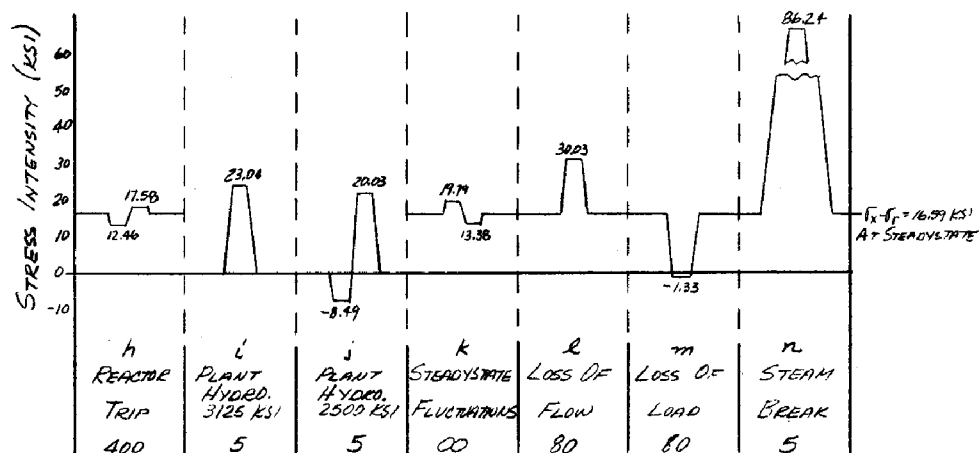 STRESS INTENSITY (KSI)
60
50
40
30
20
10
0
-10
17.58
12.46
23.04
20.03
-8.49
19.79
13.38
30.03
-1.33
86.24
σx-σr = 16.59 KSI
AT STEADYSTATE
h
REACTOR
TRIP
400
i
PLANT
HYDRO.
3125 KSI
5
j
PLANT
HYDRO.
2500 KSI
5
k
STEADYSTATE
FLUCTUATIONS
∞
l
LOSS OF
FLOW
80
m
LOSS OF
LOAD
80
n
STEAM
BREAK
5